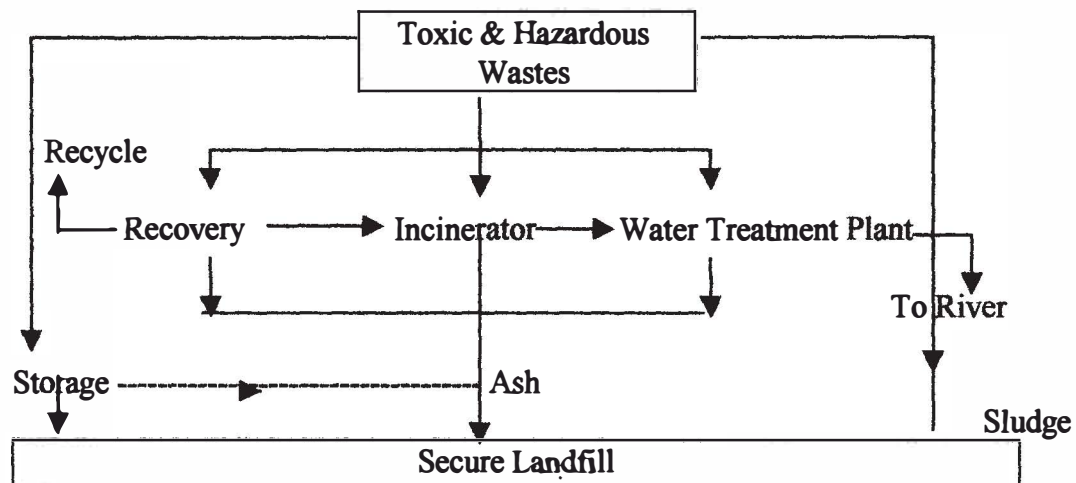 Toxic & Hazardous
Wastes
Recycle
Recovery
Incinerator
Water Treatment Plant
To River
Storage
Ash
Sludge
Secure Landfill